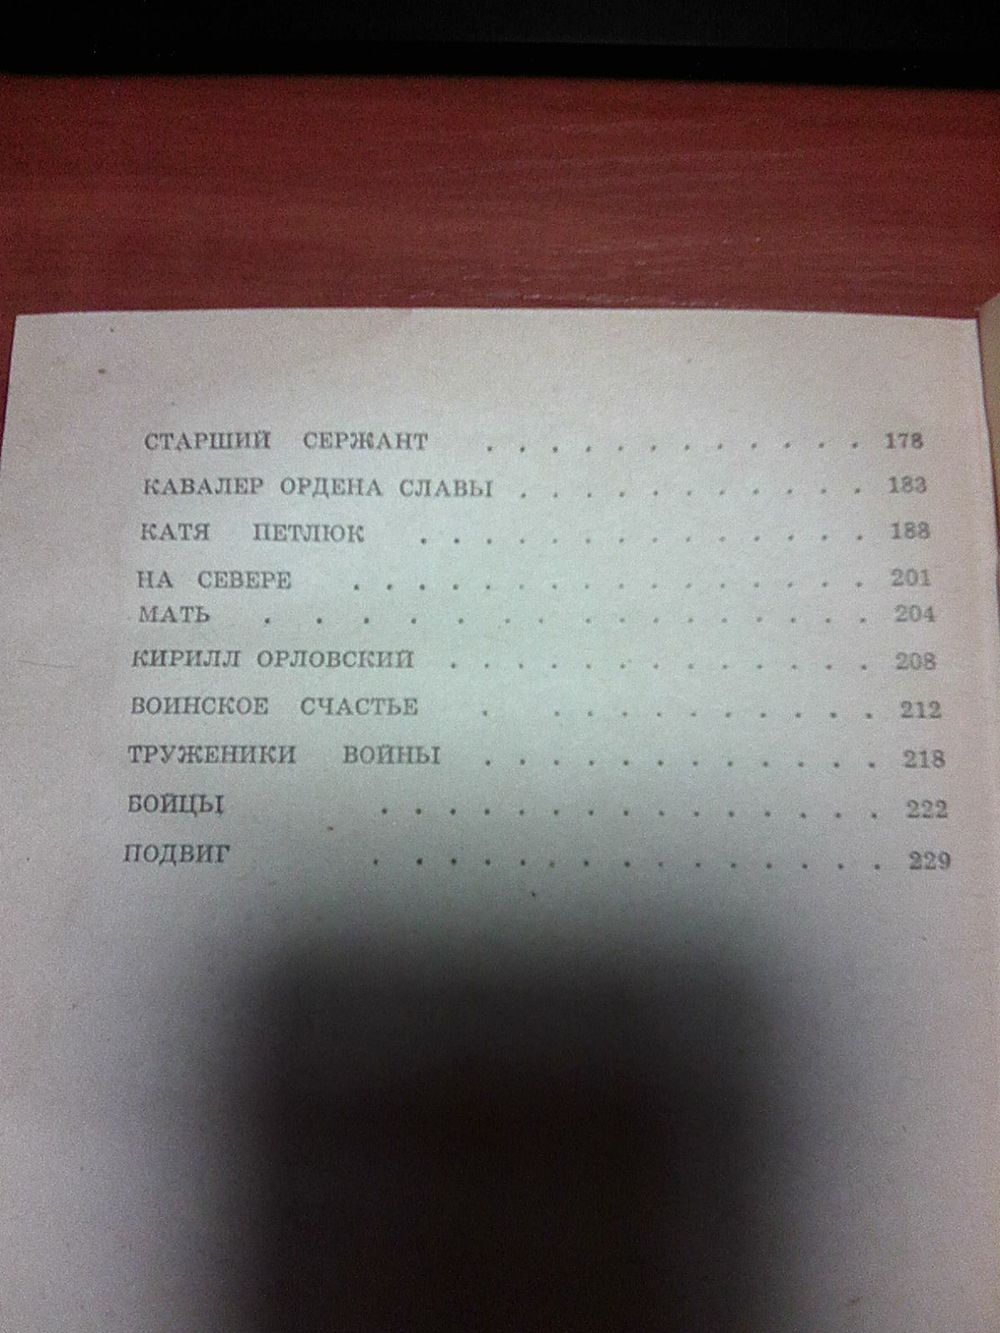 СТАРШИЙ СЕРЖАНТ . . . . . . . . . . . . 178
КАВАЛЕР ОРДЕНА СЛАВЫ . . . . . . . . . . . 183
КАТЯ ПЕТЛЮК . . . . . . . . . . . . . . 188
НА СЕВЕРЕ . . . . . . . . . . . . . . . . 201
МАТЬ . . . . . . . . . . . . . . . . 204
КИРИЛЛ ОРЛОВСКИЙ . . . . . . . . . . . . . 208
ВОИНСКОЕ СЧАСТЬЕ . . . . . . . . . . . 212
ТРУЖЕНИКИ ВОЙНЫ . . . . . . . . . . . . 218
БОЙЦЫ . . . . . . . . . . . . . . . 222
ПОДВИГ . . . . . . . . . . . . . . . 229